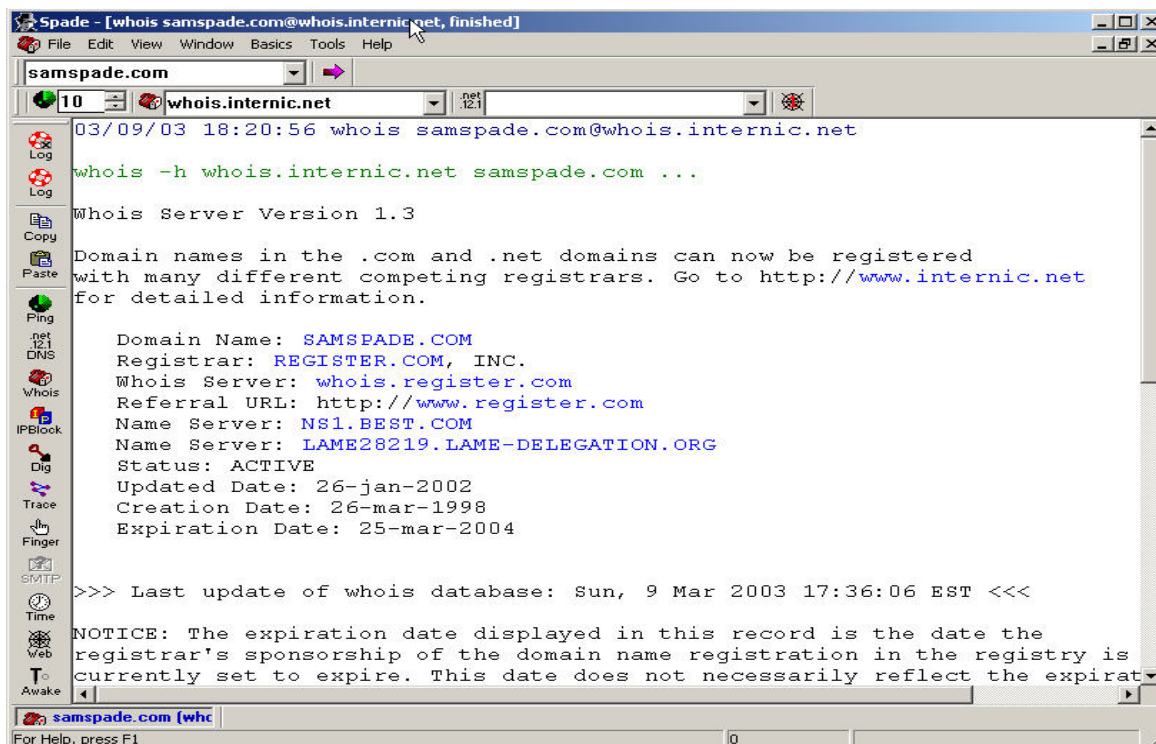 Spade - [whois samspade.com@whois.internic.net, finished]
File Edit View Window Basics Tools Help
samspade.com
10 whois.internic.net .net 12.1
03/09/03 18:20:56 whois samspade.com@whois.internic.net
whois -h whois.internic.net samspade.com ...
Whois Server Version 1.3
Domain names in the .com and .net domains can now be registered
with many different competing registrars. Go to http://www.internic.net
for detailed information.
Domain Name: SAMSPADE.COM
Registrar: REGISTER.COM, INC.
Whois Server: whois.register.com
Referral URL: http://www.register.com
Name Server: NS1.BEST.COM
Name Server: LAME28219.LAME-DELEGATION.ORG
Status: ACTIVE
Updated Date: 26-jan-2002
Creation Date: 26-mar-1998
Expiration Date: 25-mar-2004
>>> Last update of whois database: Sun, 9 Mar 2003 17:36:06 EST <<<
NOTICE: The expiration date displayed in this record is the date the
registrar's sponsorship of the domain name registration in the registry is
currently set to expire. This date does not necessarily reflect the expirat
Log
Log
Copy
Paste
Ping
.net
12.1
DNS
Whois
IP
IPBlock
Dig
Trace
Finger
SMTP
Time
Web
Awake
samspade.com (whc
For Help, press F1
0